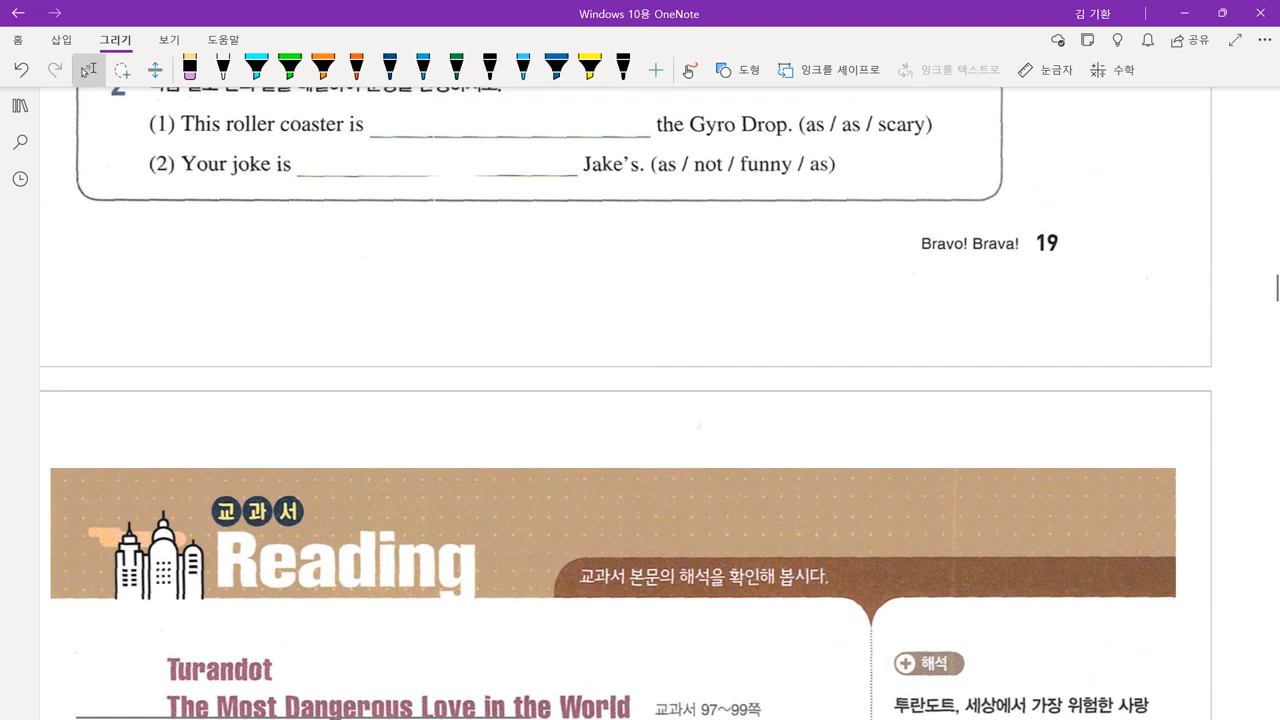 Windows 10용 OneNote
김 기환
홈 삽입 그리기 보기 도움말
공유
도형 잉크를 셰이프로 잉크를 텍스트로 눈금자 수학
2
(1) This roller coaster is ____________ the Gyro Drop. (as / as / scary)
(2) Your joke is ____________ Jake's. (as / not / funny / as)
Bravo! Brava! 19
교과서
Reading
교과서 본문의 해석을 확인해 봅시다.
Turandot
The Most Dangerous Love in the World 교과서 97~99쪽
해석
투란도트, 세상에서 가장 위험한 사랑